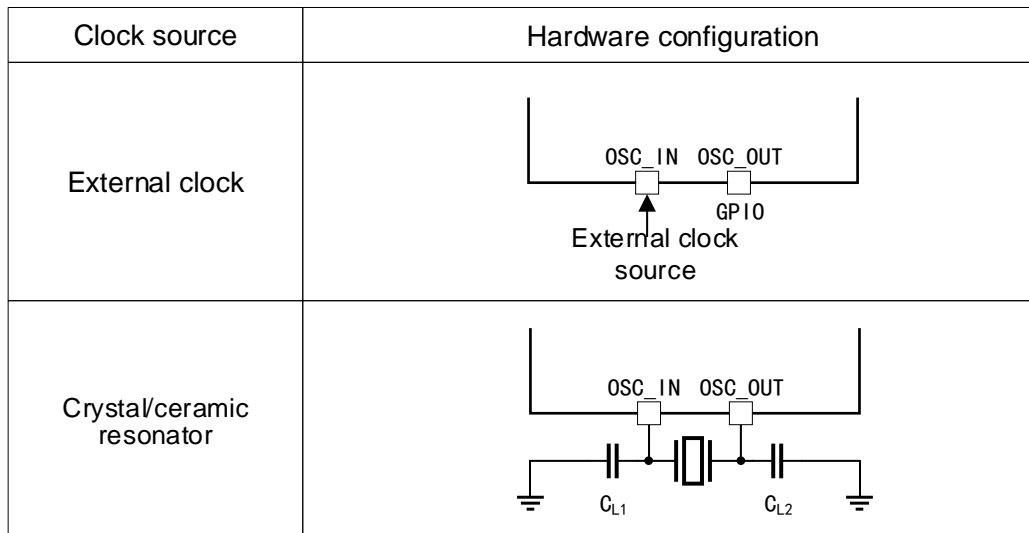 Clock source
Hardware configuration
External clock
OSC_IN OSC_OUT
GPIO
External clock
source
Crystal/ceramic
resonator
OSC_IN OSC_OUT
CL1
CL2